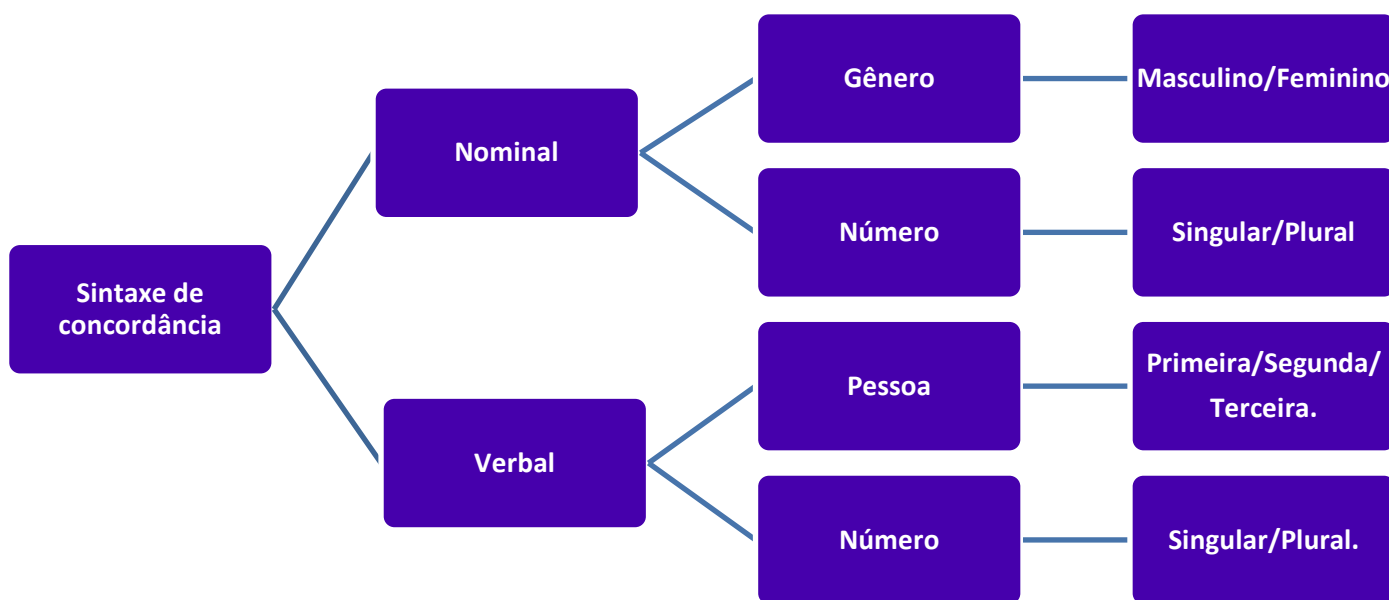 Sintaxe de
concordância
Nominal
Gênero
Masculino/Feminino
Número
Singular/Plural
Verbal
Pessoa
Primeira/Segunda/
Terceira.
Número
Singular/Plural.